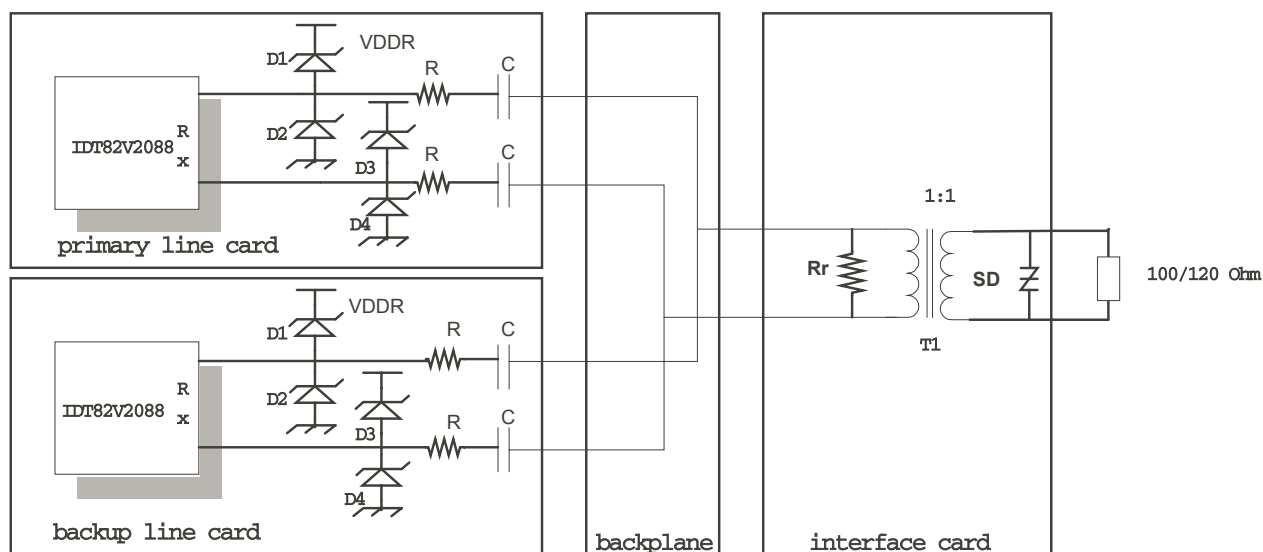 D1
VDDR
R
C
IDT82V2088
R
x
D2
D3
R
C
D4
primary line card
1:1
Rr
SD
100/120 Ohm
T1
D1
VDDR
R
C
IDT82V2088
R
x
D2
D3
R
C
D4
backup line card
backplane
interface card